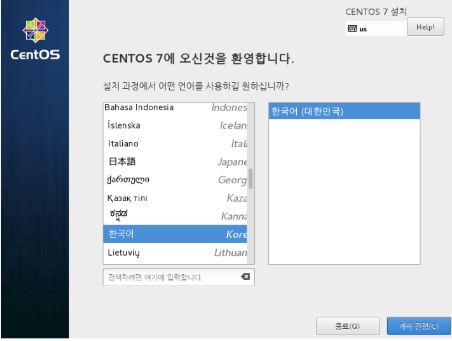 CENTOS 7 설치
us
Help!
CentOS
CENTOS 7에 오신것을 환영합니다.
설치 과정에서 어떤 언어를 사용하길 원하십니까?
Bahasa Indonesia Indones
Íslenska Icelan
Italiano Itali
日本語 Japane
ქართული Georg
Қазақ тілі Kaza
ಕನ್ನಡ Kanna
한국어 Kore
Lietuvių Lithuan
한국어 (대한민국)
검색하려면 여기에 입력합니다.
종료(Q)
계속 진행(C)